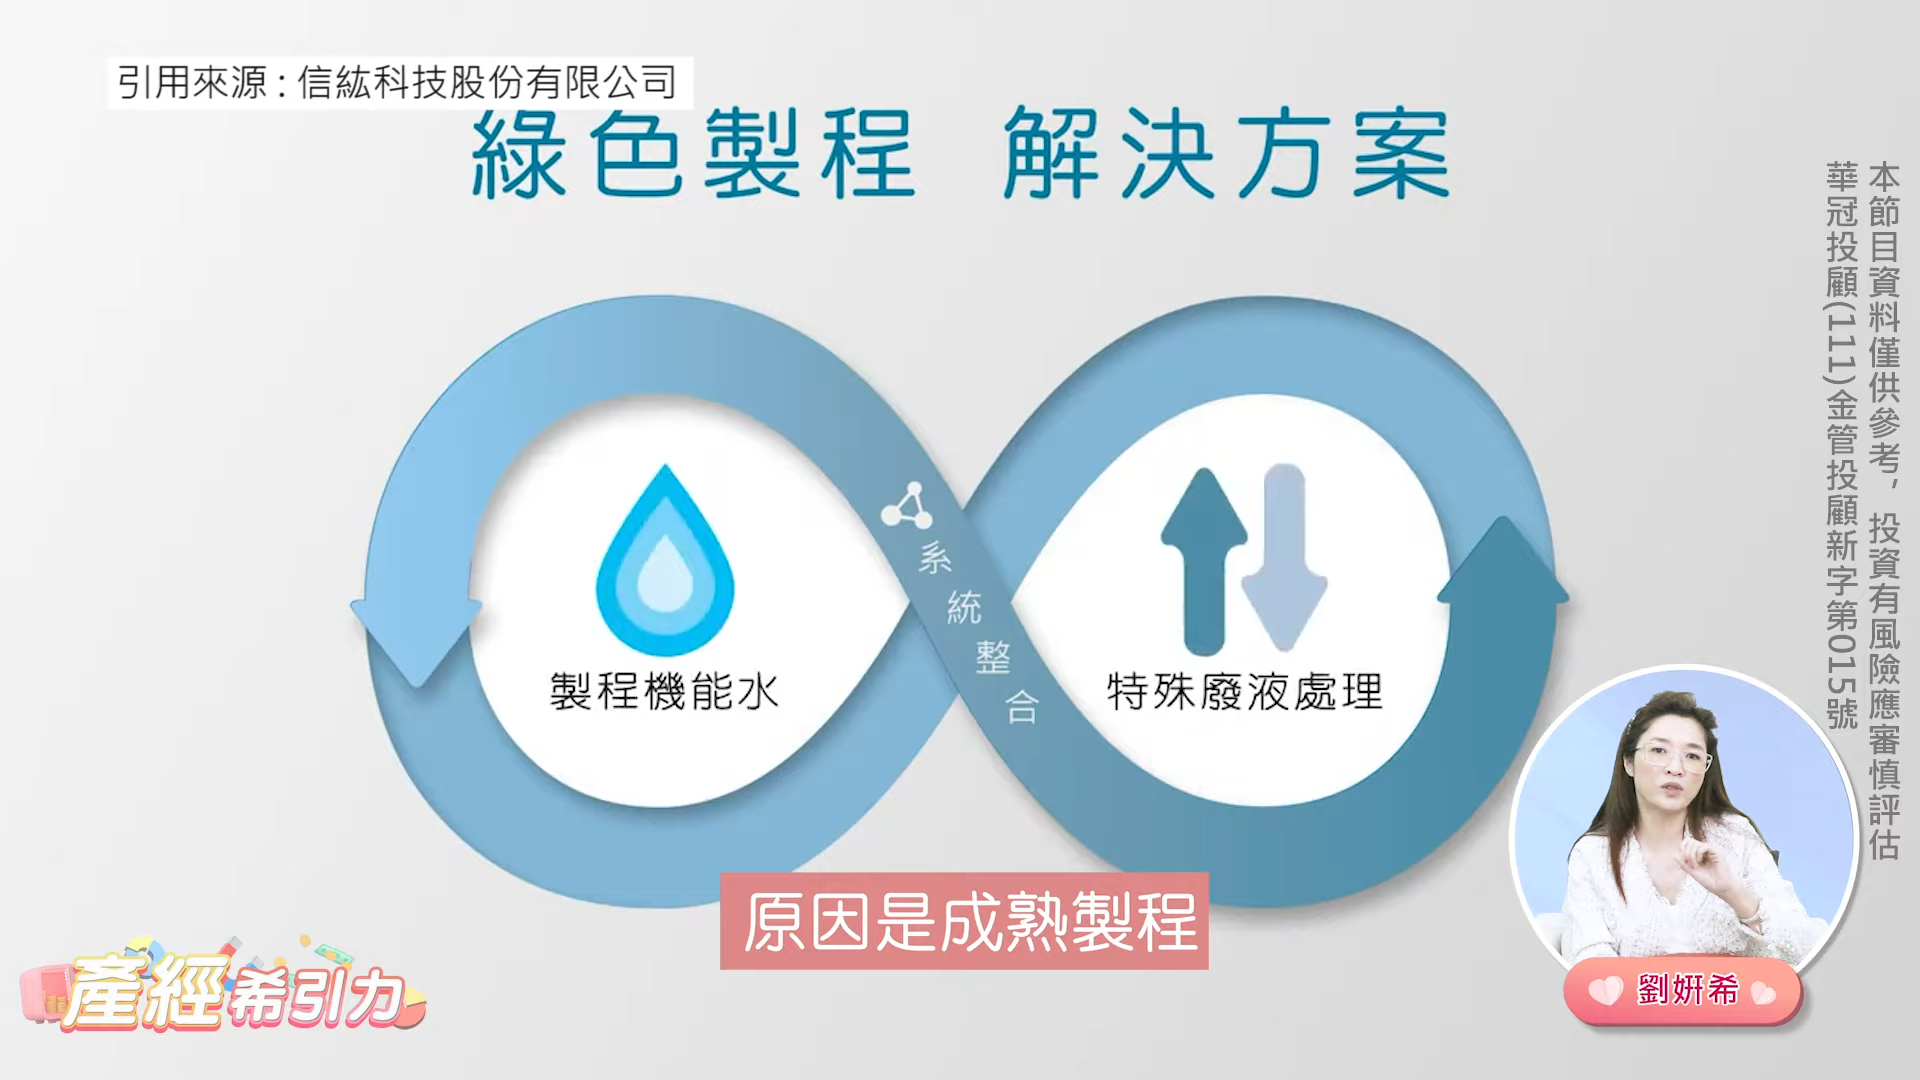 引用來源 : 信紘科技股份有限公司
綠色製程 解決方案
本節目資料僅供參考，投資有風險應審慎評估
華冠投顧(111)金管投顧新字第015號
系統整合
製程機能水
特殊廢液處理
原因是成熟製程
產經希引力
劉妍希